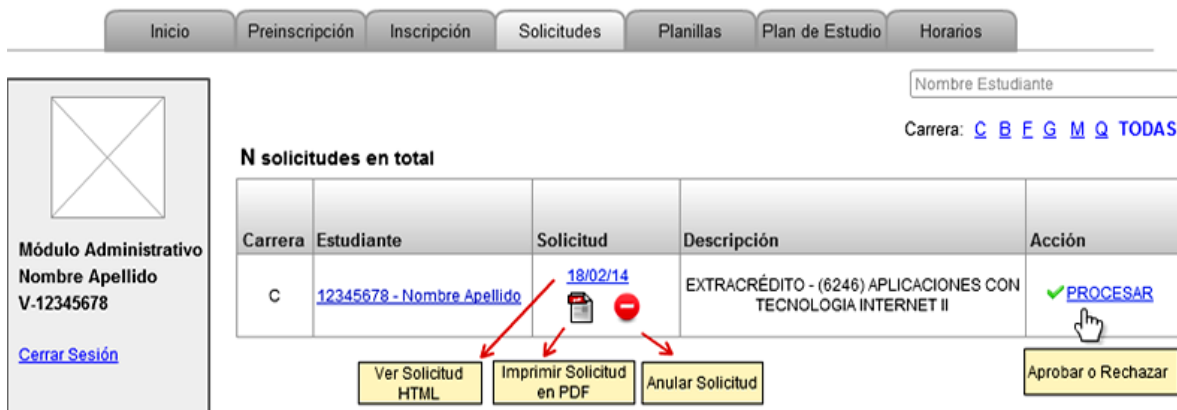 Inicio
Preinscripción
Inscripción
Solicitudes
Planillas
Plan de Estudio
Horarios
Módulo Administrativo
Nombre Apellido
V-12345678
Cerrar Sesión
Nombre Estudiante
Carrera: C B F G M Q TODAS
N solicitudes en total
Carrera Estudiante Solicitud Descripción Acción
C
12345678 - Nombre Apellido
18/02/14
EXTRACRÉDITO - (6246) APLICACIONES CON
TECNOLOGIA INTERNET II
PROCESAR
Ver Solicitud
HTML
Imprimir Solicitud
en PDF
Anular Solicitud
Aprobar o Rechazar